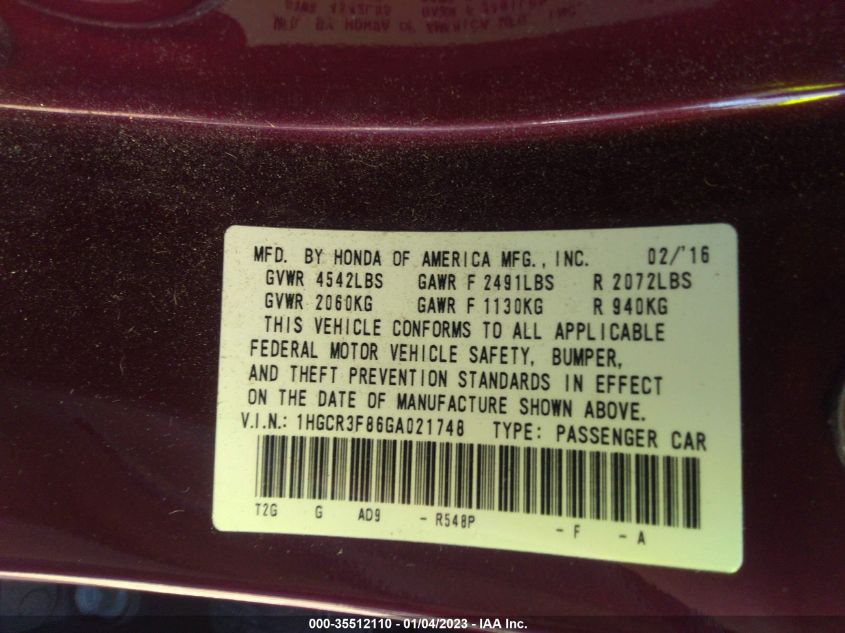 MFD. BY HONDA OF AMERICA MFG., INC. 02/'16
GVWR 4542LBS GAWR F 2491LBS R 2072LBS
GVWR 2060KG GAWR F 1130KG R 940KG
THIS VEHICLE CONFORMS TO ALL APPLICABLE
FEDERAL MOTOR VEHICLE SAFETY, BUMPER,
AND THEFT PREVENTION STANDARDS IN EFFECT
ON THE DATE OF MANUFACTURE SHOWN ABOVE.
V.I.N.: 1HGCR3F86GA021748 TYPE: PASSENGER CAR
T2G G AD9 - R548P - F - A
000-35512110 - 01/04/2023 - IAA Inc.